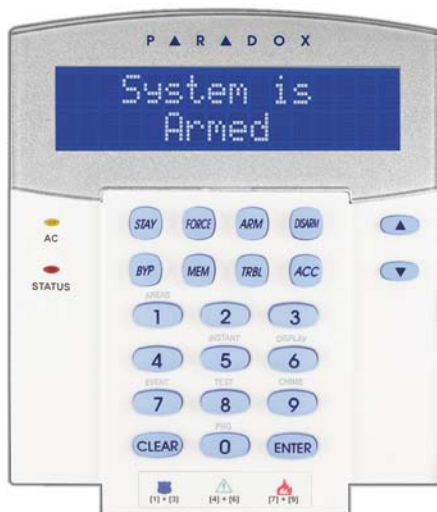 PARADOX
System is
Armed
AC
STATUS
STAY FORCE ARM DISARM
BYP MEM TRBL ACC
AREAS
1 2 3
INSTANT DISPLAY
4 5 6
EVENT TEST CHIME
7 8 9
PRG
CLEAR 0 ENTER
[1] + [3] [4] + [6] [7] + [9]